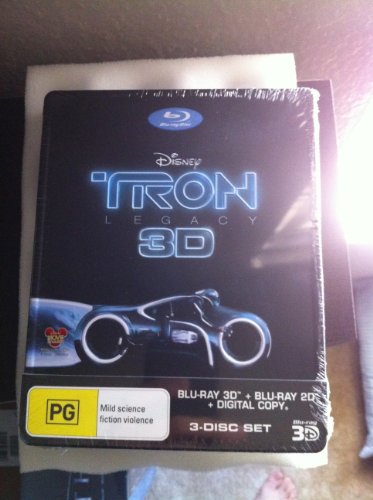 Blu-ray Disc
Disney
TRON
LEGACY
3D
BLU-RAY 3D™ + BLU-RAY 2D
+ DIGITAL COPY
3-DISC SET
Blu-ray
3D
PG
Mild science
fiction violence